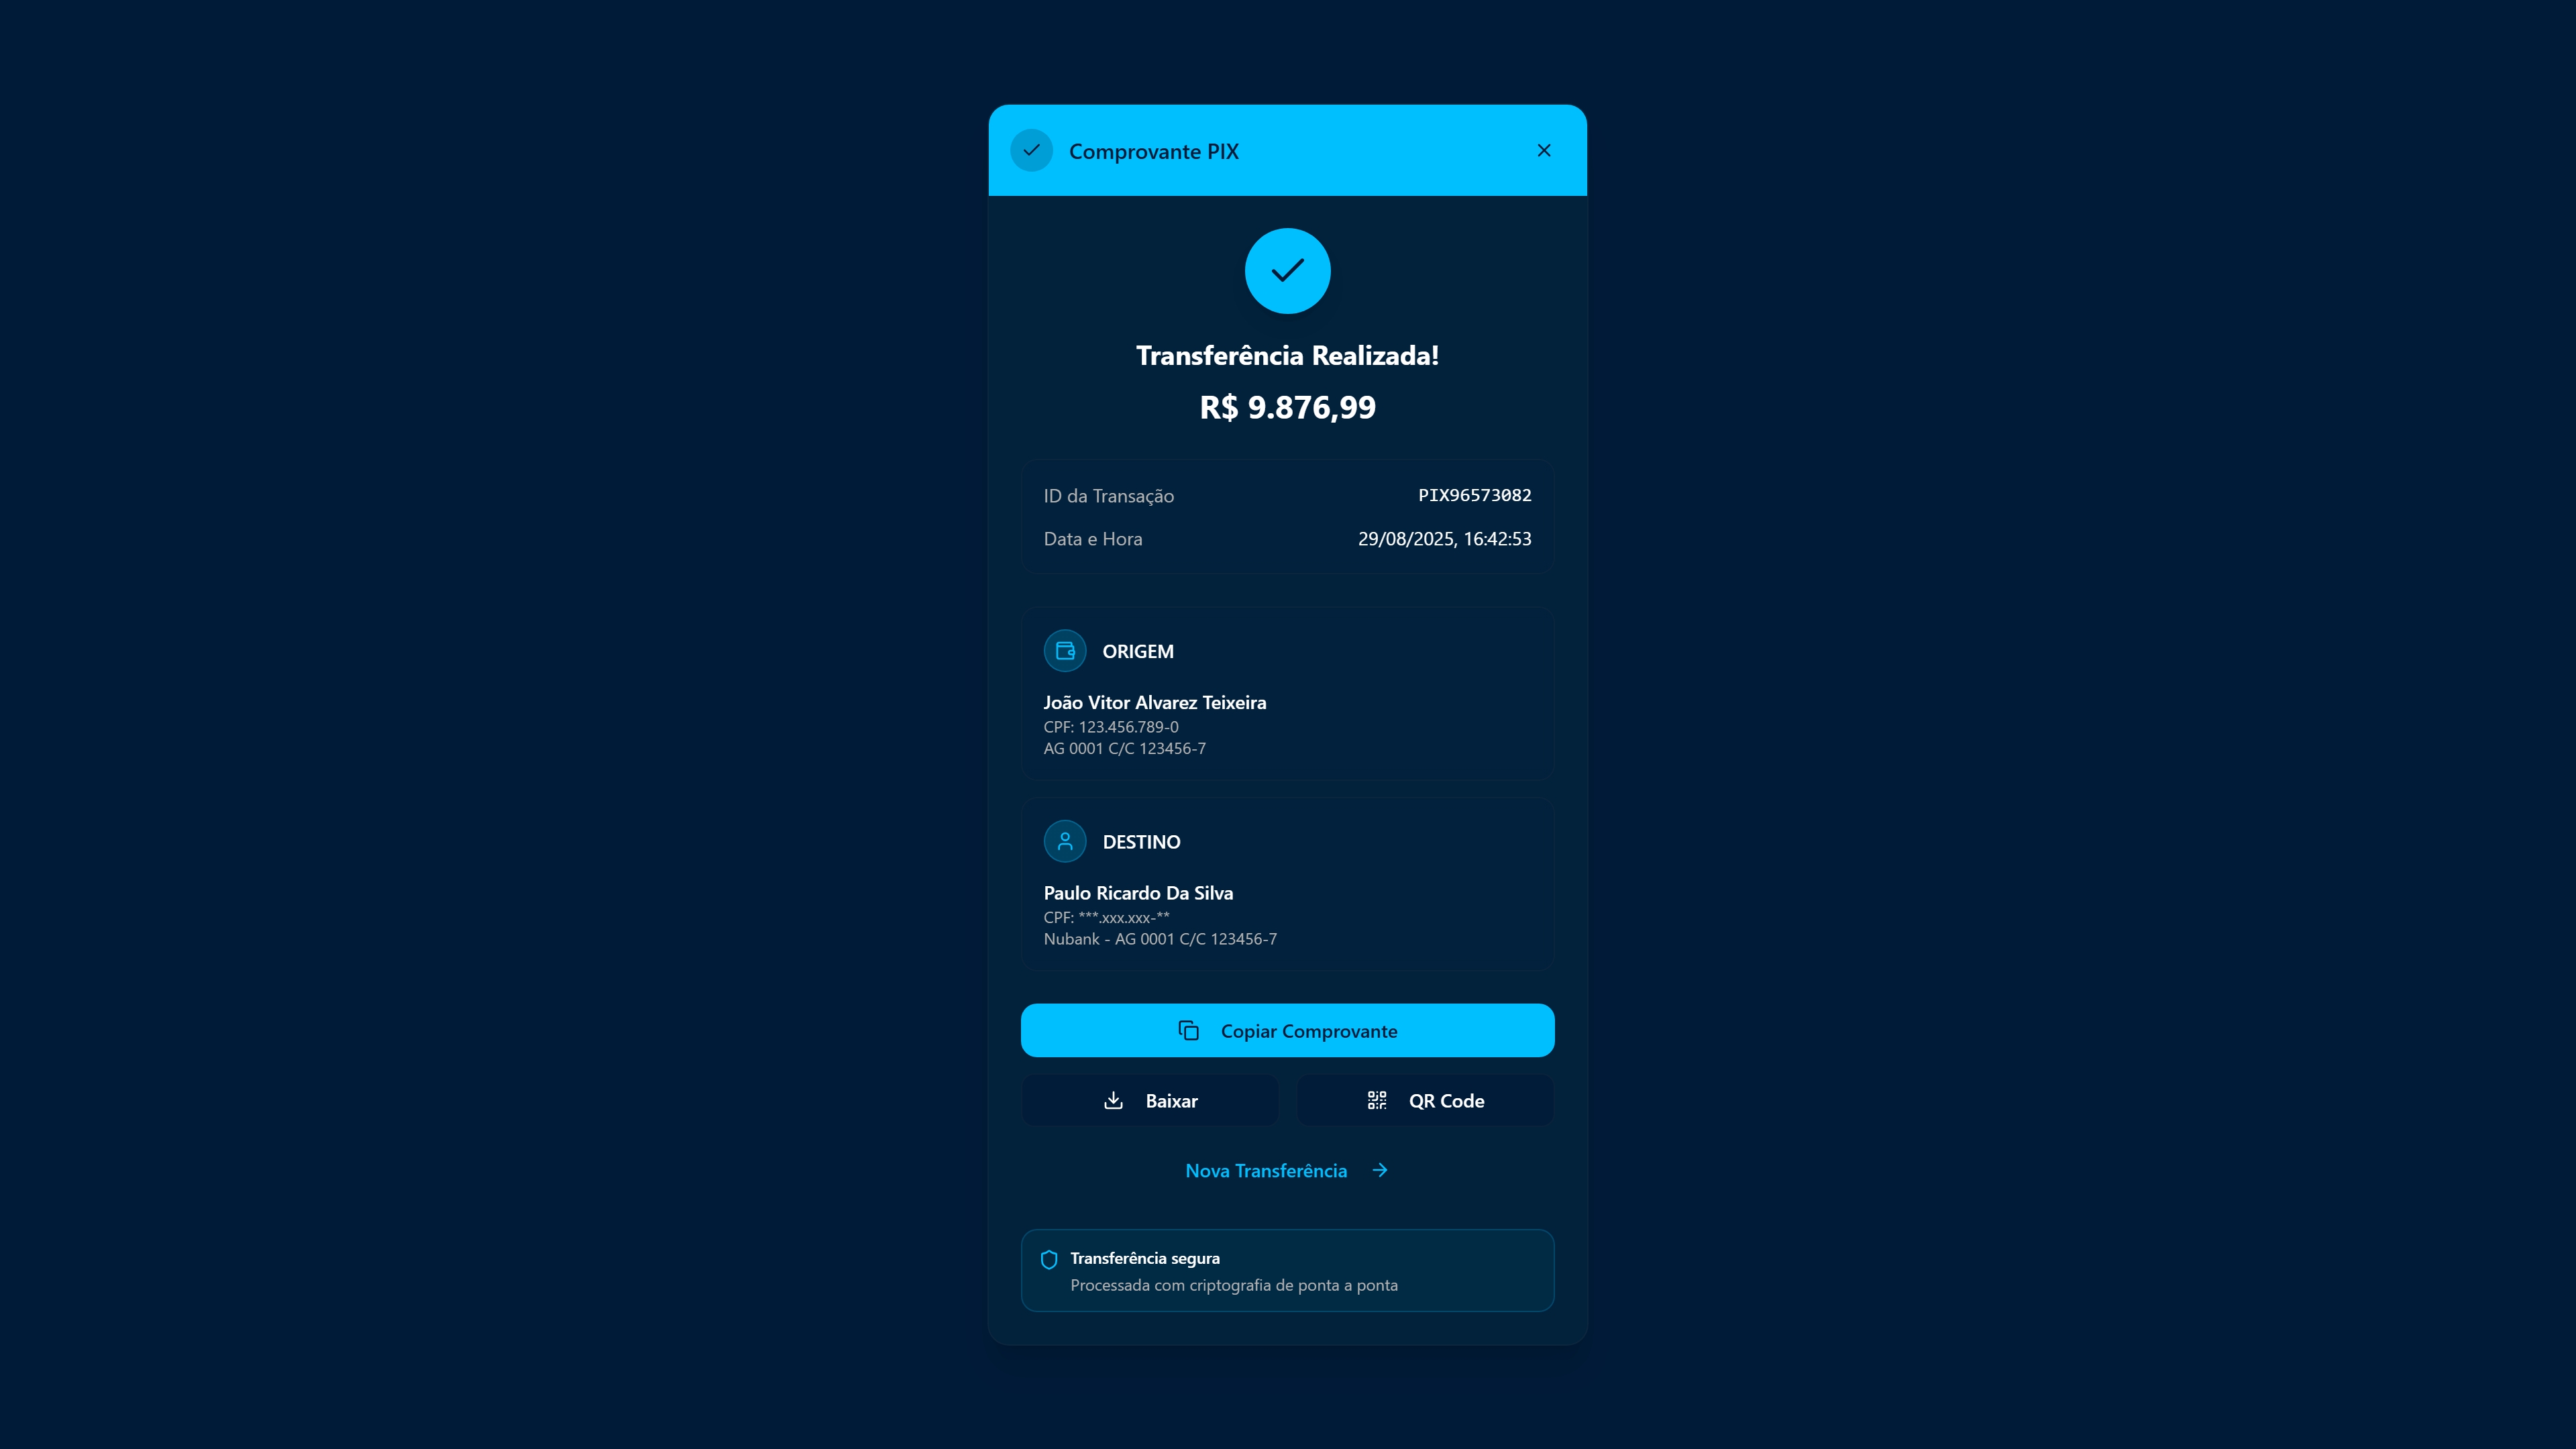 Comprovante PIX
Transferência Realizada!
R$ 9.876,99
ID da Transação PIX96573082
Data e Hora 29/08/2025, 16:42:53
ORIGEM
João Vitor Alvarez Teixeira
CPF: 123.456.789-0
AG 0001 C/C 123456-7
DESTINO
Paulo Ricardo Da Silva
CPF: ***.xxx.xxx-**
Nubank - AG 0001 C/C 123456-7
Copiar Comprovante
Baixar QR Code
Nova Transferência
Transferência segura
Processada com criptografia de ponta a ponta